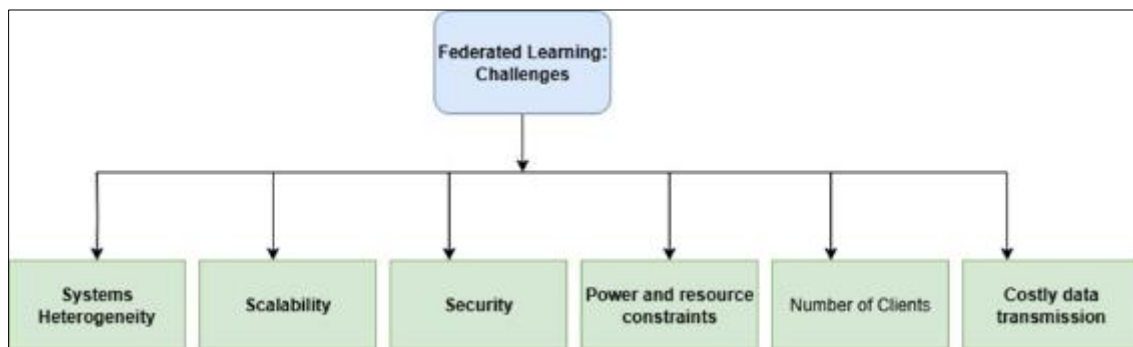 Federated Learning:
Challenges
Systems
Heterogeneity
Scalability
Security
Power and resource
constraints
Number of Clients
Costly data
transmission